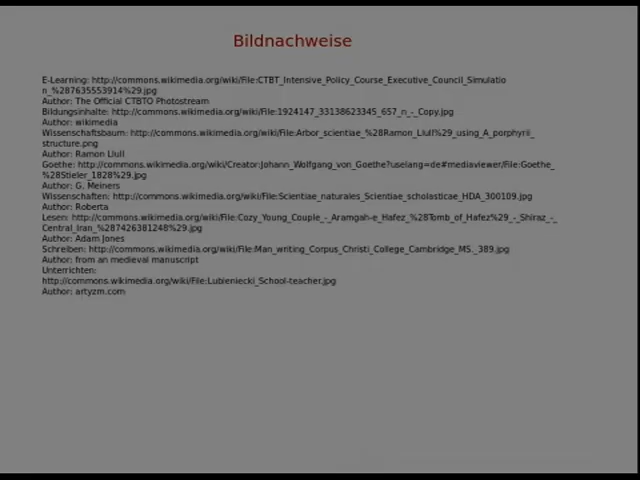 Bildnachweise
E-Learning: http://commons.wikimedia.org/wiki/File:CTBT_Intensive_Policy_Course_Executive_Council_Simulatio
n_%287635553914%29.jpg
Author: The Official CTBTO Photostream
Bildungsinhalte: http://commons.wikimedia.org/wiki/File:1924147_33138623345_657_n_-_Copy.jpg
Author: wikimedia
Wissenschaftsbaum: http://commons.wikimedia.org/wiki/File:Arbor_scientiae_%28Ramon_Llull%29_using_A_porphyrii_
structure.png
Author: Ramon Llull
Goethe: http://commons.wikimedia.org/wiki/Creator:Johann_Wolfgang_von_Goethe?uselang=de#mediaviewer/File:Goethe_
%28Stieler_1828%29.jpg
Author: G. Meiners
Wissenschaften: http://commons.wikimedia.org/wiki/File:Scientiae_naturales_Scientiae_scholasticae_HDA_300109.jpg
Author: Roberta
Lesen: http://commons.wikimedia.org/wiki/File:Cozy_Young_Couple_-_Aramgah-e_Hafez_%28Tomb_of_Hafez%29_-_Shiraz_-_
Central_Iran_%287426381248%29.jpg
Author: Adam Jones
Schreiben: http://commons.wikimedia.org/wiki/File:Man_writing_Corpus_Christi_College_Cambridge_MS._389.jpg
Author: from an medieval manuscript
Unterrichten:
http://commons.wikimedia.org/wiki/File:Lubieniecki_School-teacher.jpg
Author: artyzm.com